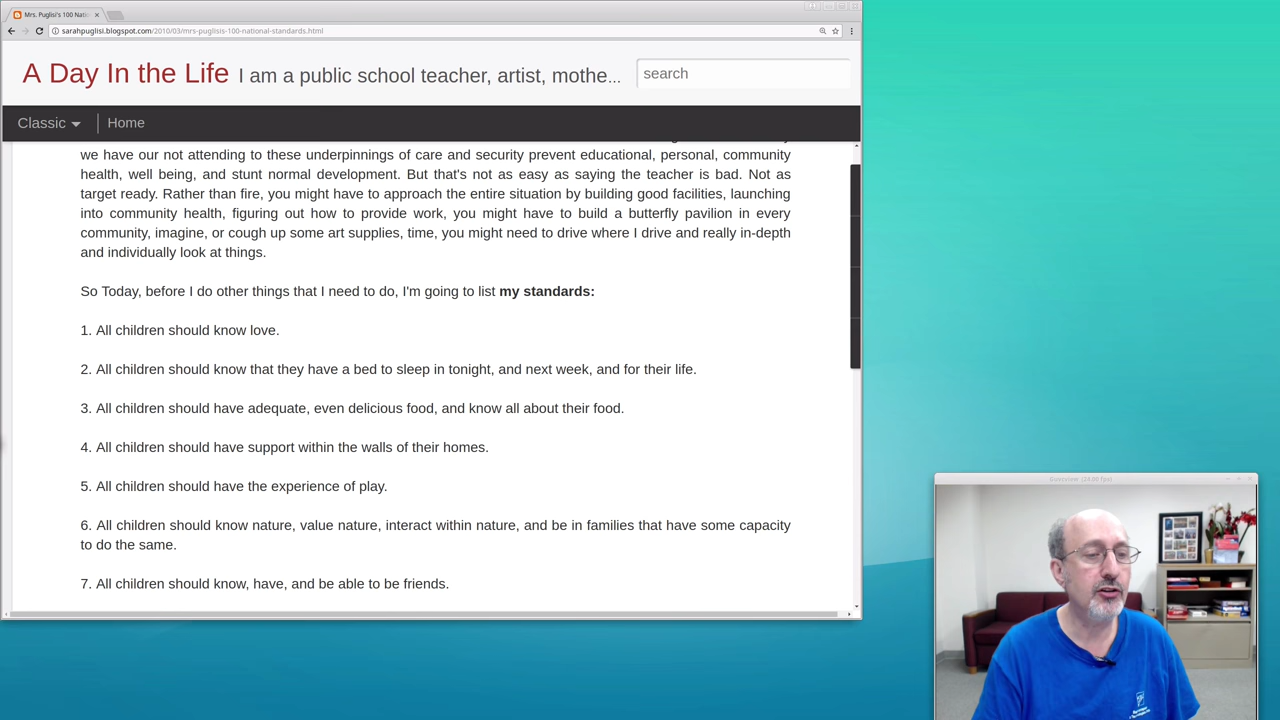 Mrs. Puglisi's 100 Natio
sarahpuglisi.blogspot.com/2010/03/mrs-puglisis-100-national-standards.html
A Day In the Life I am a public school teacher, artist, mothe...
search
Classic
Home
we have our not attending to these underpinnings of care and security prevent educational, personal, community
health, well being, and stunt normal development. But that's not as easy as saying the teacher is bad. Not as
target ready. Rather than fire, you might have to approach the entire situation by building good facilities, launching
into community health, figuring out how to provide work, you might have to build a butterfly pavilion in every
community, imagine, or cough up some art supplies, time, you might need to drive where I drive and really in-depth
and individually look at things.
So Today, before I do other things that I need to do, I'm going to list my standards:
1. All children should know love.
2. All children should know that they have a bed to sleep in tonight, and next week, and for their life.
3. All children should have adequate, even delicious food, and know all about their food.
4. All children should have support within the walls of their homes.
5. All children should have the experience of play.
6. All children should know nature, value nature, interact within nature, and be in families that have some capacity
to do the same.
7. All children should know, have, and be able to be friends.